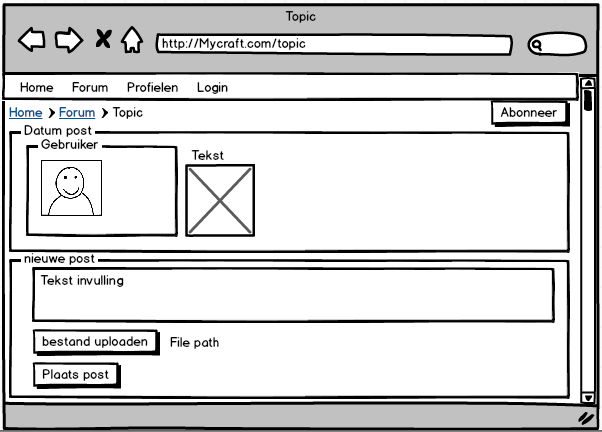 Topic
http://Mycraft.com/topic
Home Forum Profielen Login
Home Forum Topic
Abonneer
Datum post
Gebruiker
Tekst
nieuwe post
Tekst invulling
bestand uploaden File path
Plaats post